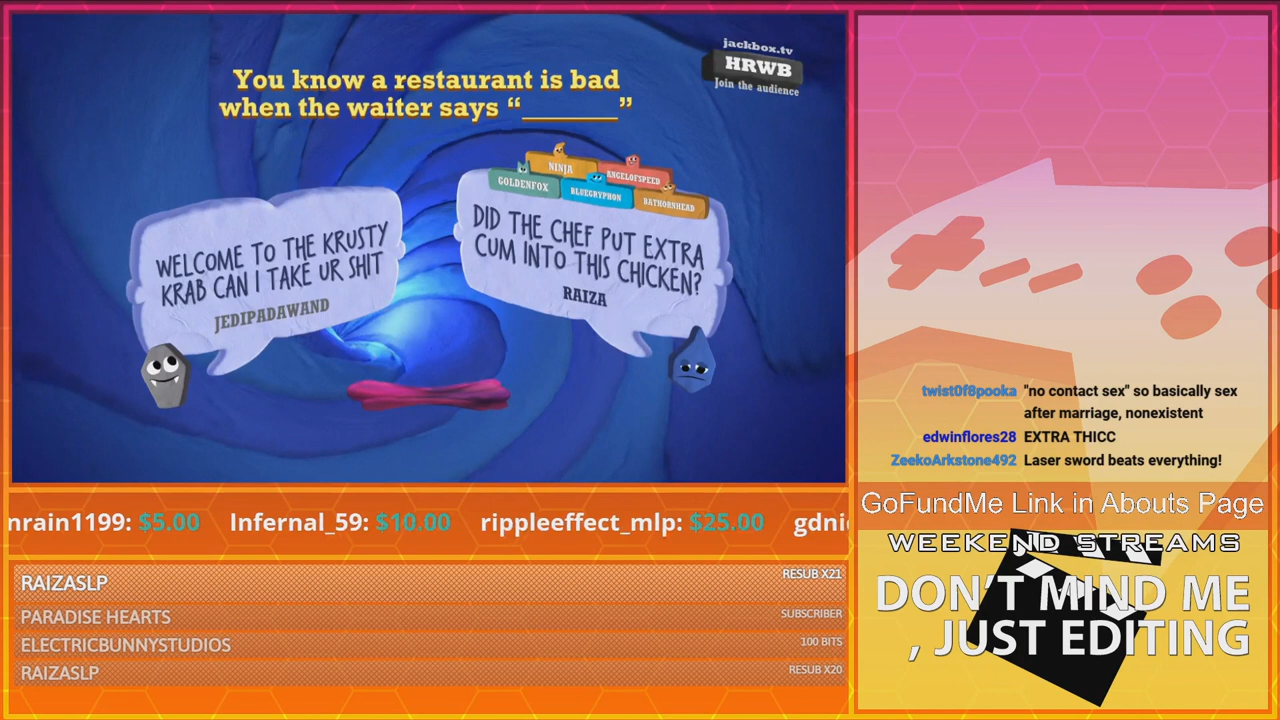 You know a restaurant is bad
when the waiter says “_______”
jackbox.tv
HRWB
Join the audience
WELCOME TO THE KRUSTY
KRAB CAN I TAKE UR SHIT
JEDIPADAWAND
NINJA
ANGELOFSPEED
GOLDENFOX
BLUEGRYPHON
BATHORNHEAD
DID THE CHEF PUT EXTRA
CUM INTO THIS CHICKEN?
RAIZA
twist0f8pooka "no contact sex" so basically sex
after marriage, nonexistent
edwinflores28 EXTRA THICC
ZeekoArkstone492 Laser sword beats everything!
nrain1199: $5.00 Infernal_59: $10.00 rippleeffect_mlp: $25.00 gdni
RAIZASLP RESUB X21
PARADISE HEARTS SUBSCRIBER
ELECTRICBUNNYSTUDIOS 100 BITS
RAIZASLP RESUB X20
GoFundMe Link in Abouts Page
WEEKEND STREAMS
DON'T MIND ME
, JUST EDITING